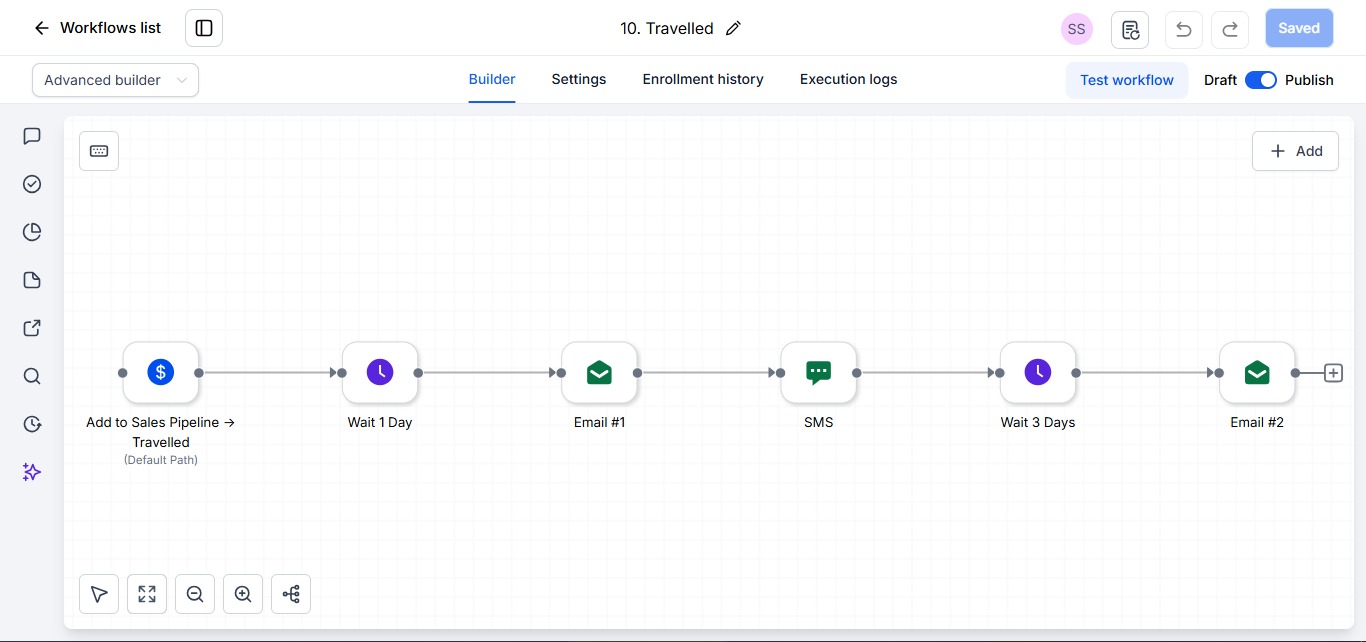 Workflows list
10. Travelled
SS
Saved
Advanced builder
Builder
Settings
Enrollment history
Execution logs
Test workflow
Draft
Publish
Add
$
Add to Sales Pipeline →
Travelled
(Default Path)
Wait 1 Day
Email #1
SMS
Wait 3 Days
Email #2